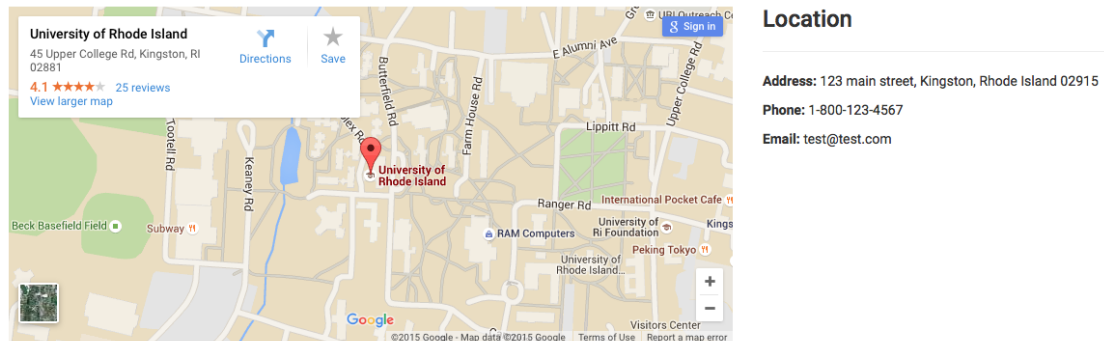 University of Rhode Island
45 Upper College Rd, Kingston, RI
02881
4.1 ★★★★★ 25 reviews
View larger map
Directions
Save
Sign in
E Alumni Ave
Butterfield Rd
Farm House Rd
Upper College Rd
Lippitt Rd
Tootell Rd
Keaney Rd
University of
Rhode Island
Ranger Rd
International Pocket Cafe
Beck Basefield Field
Subway
RAM Computers
University of
Ri Foundation
Kings
Peking Tokyo
University of
Rhode Island...
+
−
Google
Visitors Center
©2015 Google - Map data ©2015 Google Terms of Use Report a map error
Location
Address: 123 main street, Kingston, Rhode Island 02915
Phone: 1-800-123-4567
Email: test@test.com